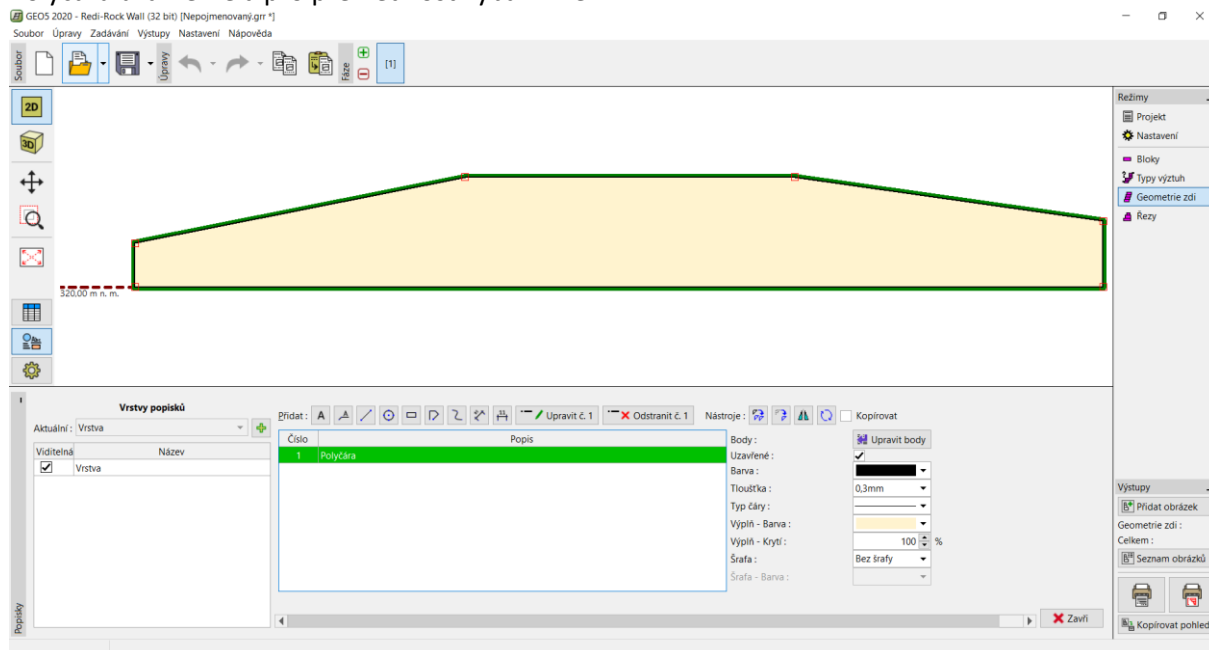 GEO5 2020 - Redi-Rock Wall (32 bit) [Nepojmenovaný.grr *]
Soubor Úpravy Zadávání Výstupy Nastavení Nápověda
Soubor
Úpravy
Fáze
[1]
2D
3D
320,00 m n. m.
Režimy
Projekt
Nastavení
Bloky
Typy výztuh
Geometrie zdi
Řezy
Výstupy
Přidat obrázek
Geometrie zdi :
Celkem :
Seznam obrázků
Kopírovat pohled
Popisky
Vrstvy popisků
Aktuální : Vrstva
Viditelná Název
Vrstva
Přidat : Upravit č. 1 Odstranit č. 1 Nástroje : Kopírovat
Číslo Popis
1 Polyčára
Body : Upravit body
Uzavřené :
Barva :
Tloušťka : 0,3mm
Typ čáry :
Výplň - Barva :
Výplň - Krytí : 100 %
Šrafa : Bez šrafy
Šrafa - Barva :
Zavři